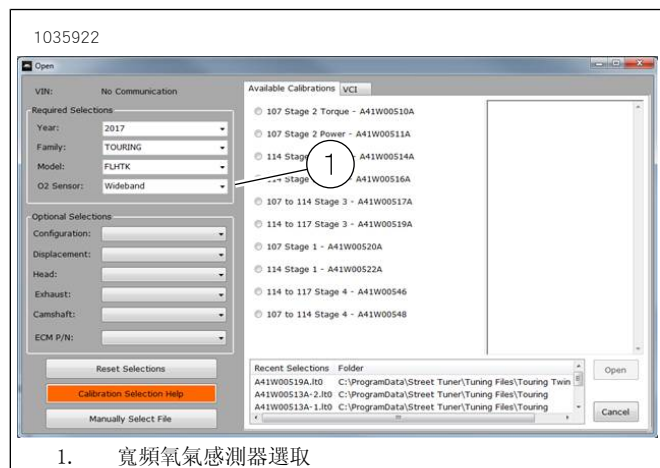 1035922
Open
VIN: No Communication
Required Selections
Year: 2017
Family: TOURING
Model: FLHTK
O2 Sensor: Wideband
Optional Selections
Configuration:
Displacement:
Head:
Exhaust:
Camshaft:
ECM P/N:
Reset Selections
Calibration Selection Help
Manually Select File
Available Calibrations VCI
107 Stage 2 Torque - A41W00510A
107 Stage 2 Power - A41W00511A
114 Stage - A41W00514A
114 Stage - A41W00516A
107 to 114 Stage 3 - A41W00517A
114 to 117 Stage 3 - A41W00519A
107 Stage 1 - A41W00520A
114 Stage 1 - A41W00522A
114 to 117 Stage 4 - A41W00546
107 to 114 Stage 4 - A41W00548
1
Recent Selections Folder
A41W00519A.lt0 C:\ProgramData\Street Tuner\Tuning Files\Touring Twin
A41W00513A-2.lt0 C:\ProgramData\Street Tuner\Tuning Files\Touring
A41W00513A-1.lt0 C:\ProgramData\Street Tuner\Tuning Files\Touring
Open
Cancel
1. 寬頻氧氣感測器選取